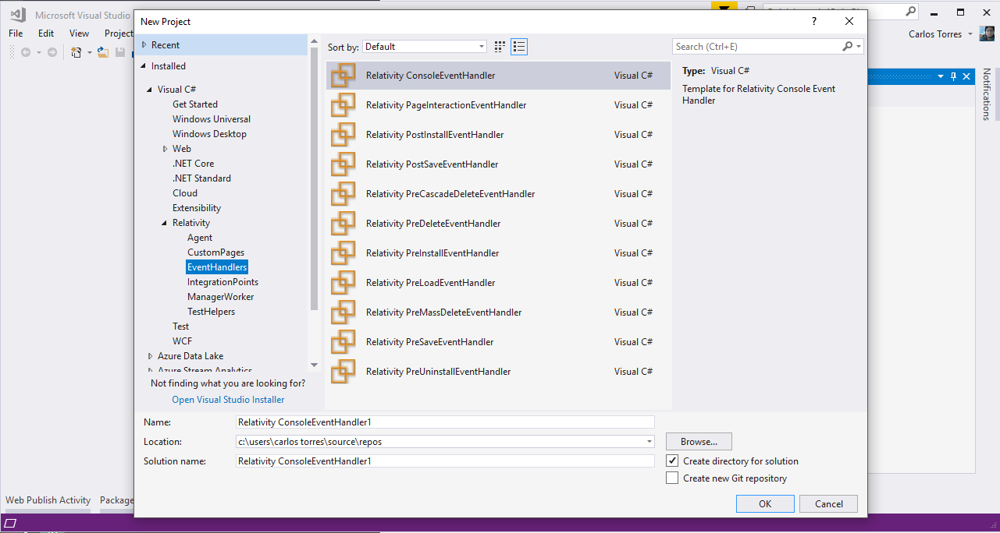 Microsoft Visual Studio
File Edit View Project
Carlos Torres
New Project
?
Recent
Installed
Visual C#
Get Started
Windows Universal
Windows Desktop
Web
.NET Core
.NET Standard
Cloud
Extensibility
Relativity
Agent
CustomPages
EventHandlers
IntegrationPoints
ManagerWorker
TestHelpers
Test
WCF
Azure Data Lake
Azure Stream Analytics
Not finding what you are looking for?
Open Visual Studio Installer
Sort by: Default
Relativity ConsoleEventHandler Visual C#
Relativity PageInteractionEventHandler Visual C#
Relativity PostInstallEventHandler Visual C#
Relativity PostSaveEventHandler Visual C#
Relativity PreCascadeDeleteEventHandler Visual C#
Relativity PreDeleteEventHandler Visual C#
Relativity PreInstallEventHandler Visual C#
Relativity PreLoadEventHandler Visual C#
Relativity PreMassDeleteEventHandler Visual C#
Relativity PreSaveEventHandler Visual C#
Relativity PreUninstallEventHandler Visual C#
Search (Ctrl+E)
Type: Visual C#
Template for Relativity Console Event
Handler
Notifications
Name: Relativity ConsoleEventHandler1
Location: c:\users\carlos torres\source\repos
Browse...
Solution name: Relativity ConsoleEventHandler1
Create directory for solution
Create new Git repository
OK Cancel
Web Publish Activity Package